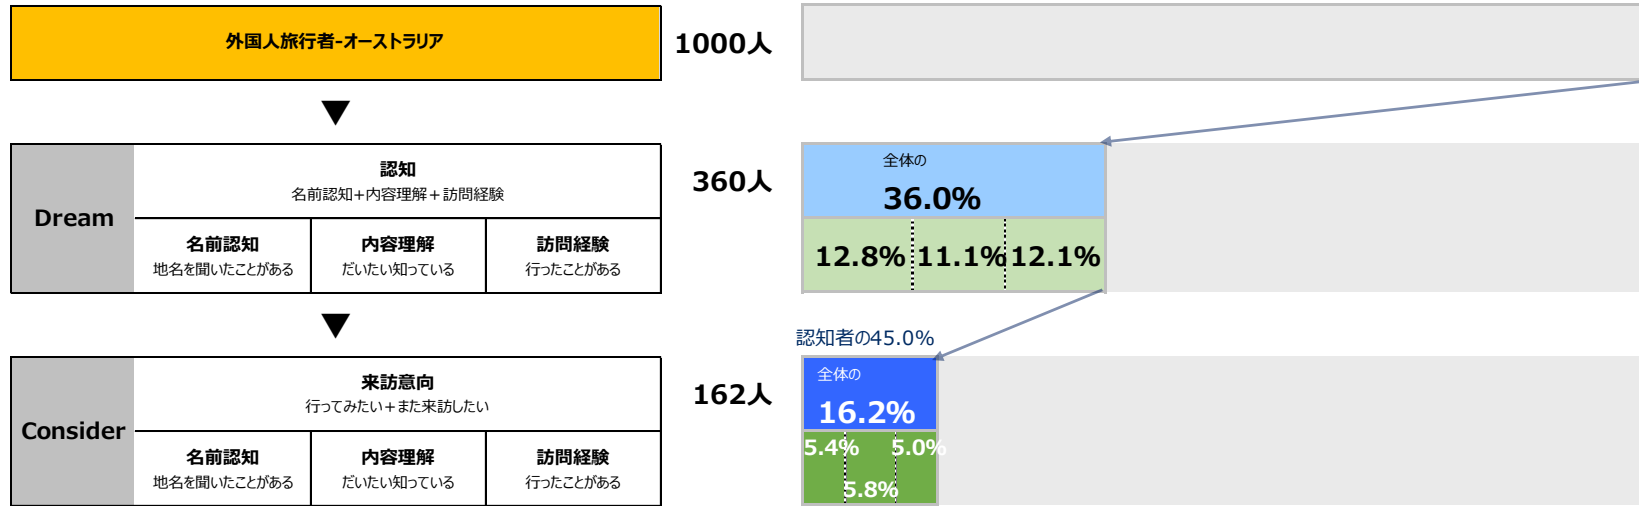 外国人旅行者-オーストラリア
1000人
▼
Dream
認知
名前認知+内容理解+訪問経験
名前認知
地名を聞いたことがある
内容理解
だいたい知っている
訪問経験
行ったことがある
360人
全体の
36.0%
12.8% 11.1% 12.1%
▼
認知者の45.0%
Consider
来訪意向
行ってみたい+また来訪したい
名前認知
地名を聞いたことがある
内容理解
だいたい知っている
訪問経験
行ったことがある
162人
全体の
16.2%
5.4% 5.8% 5.0%